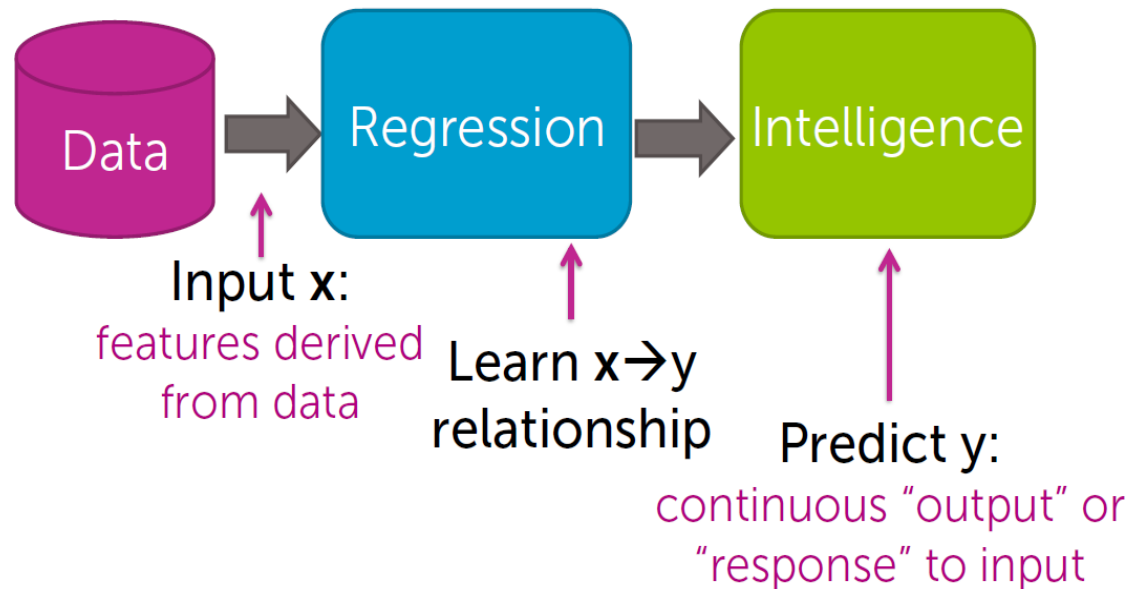 Data
Regression
Intelligence
Input x:
features derived
from data
Learn x→y
relationship
Predict y:
continuous “output” or
“response” to input